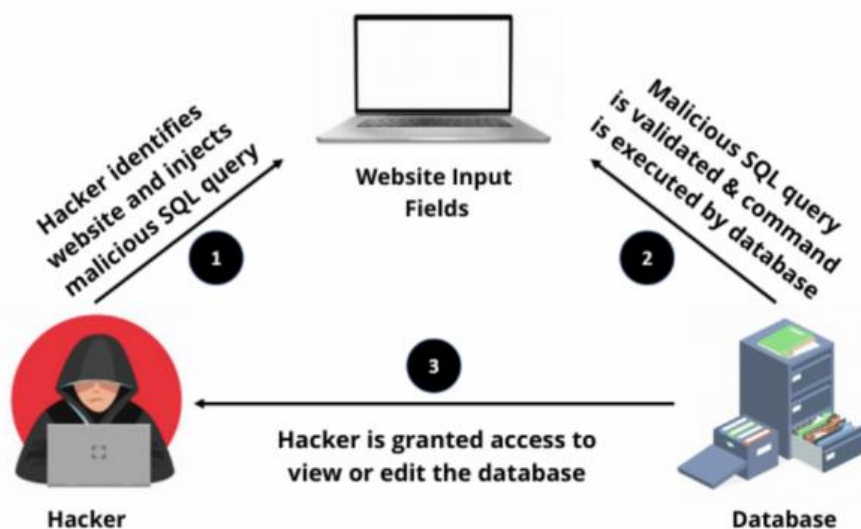 Hacker identifies
website and injects
malicious SQL query
1
Website Input
Fields
Malicious SQL query
is validated & command
is executed by database
2
3
Hacker is granted access to
view or edit the database
Hacker
Database